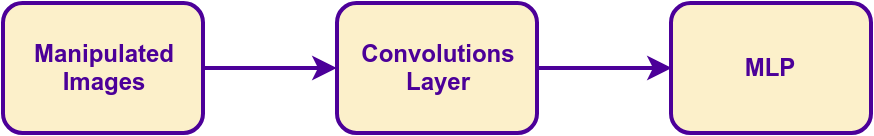 Manipulated
Images
Convolutions
Layer
MLP